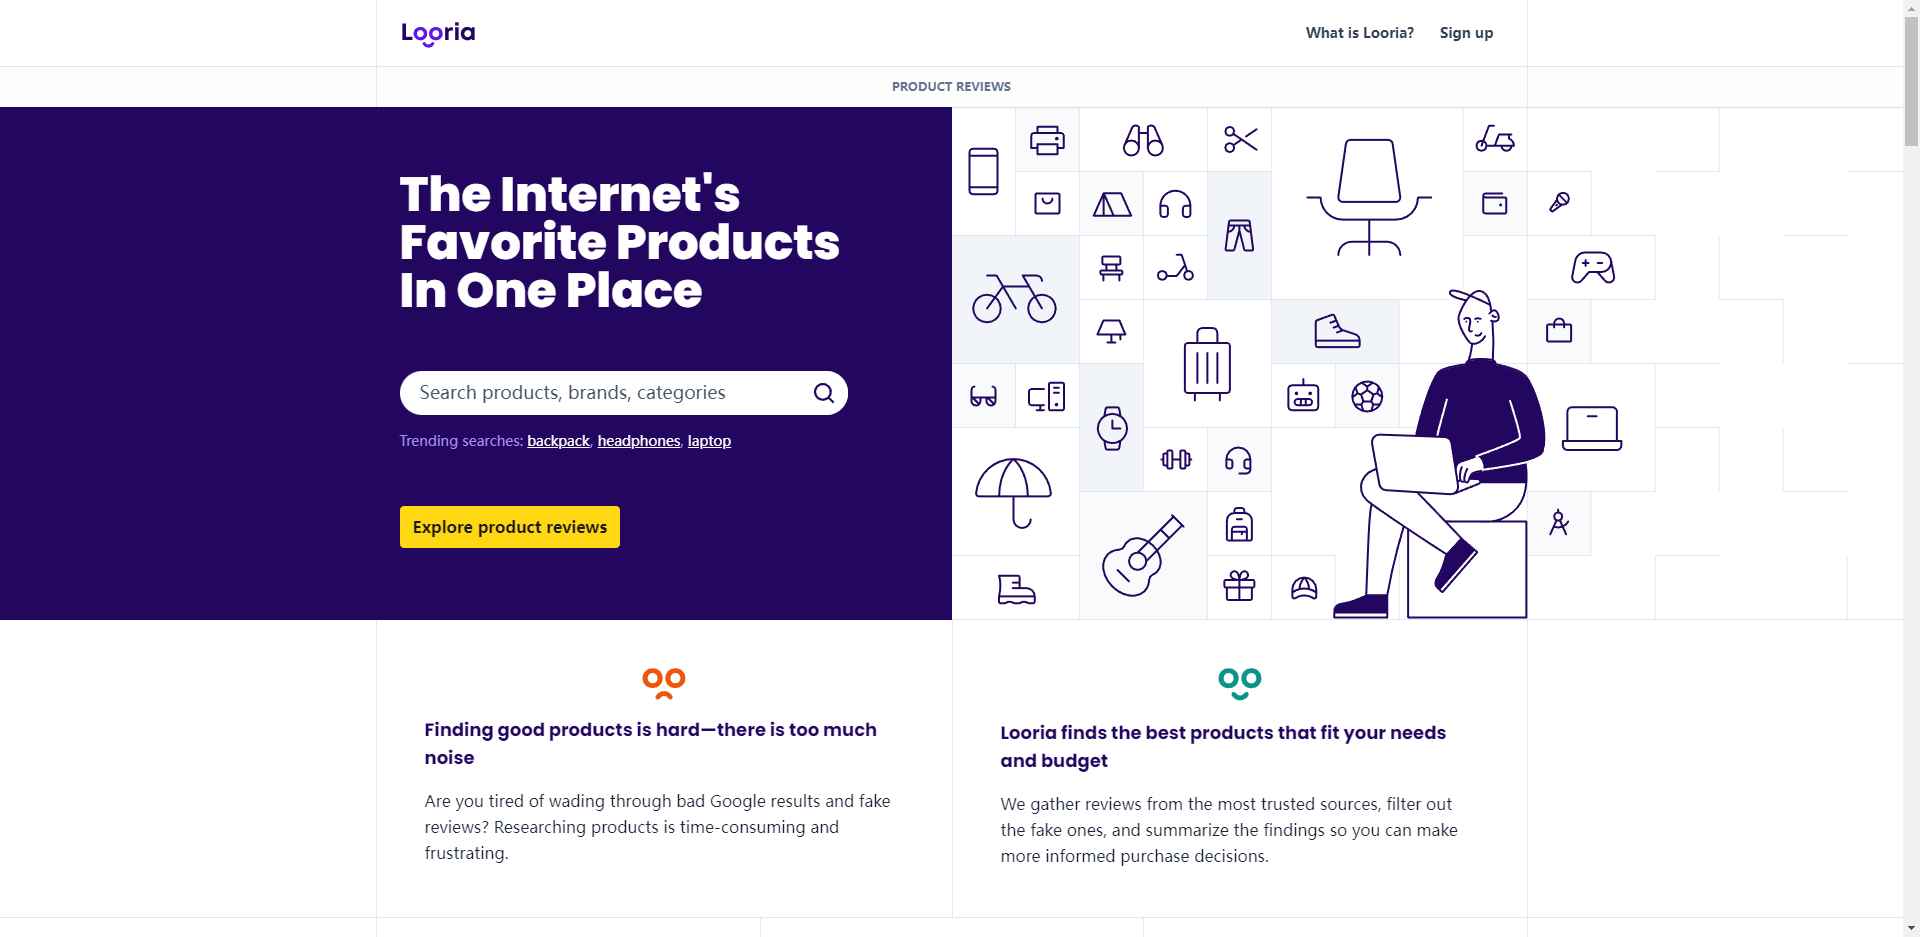 Looria
What is Looria?
Sign up
PRODUCT REVIEWS
The Internet's
Favorite Products
In One Place
Search products, brands, categories
Trending searches: backpack, headphones, laptop
Explore product reviews
Finding good products is hard—there is too much
noise
Are you tired of wading through bad Google results and fake
reviews? Researching products is time-consuming and
frustrating.
Looria finds the best products that fit your needs
and budget
We gather reviews from the most trusted sources, filter out
the fake ones, and summarize the findings so you can make
more informed purchase decisions.